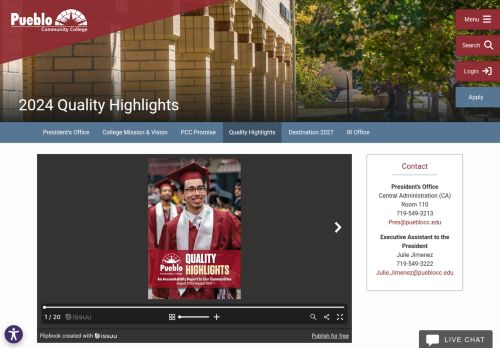 Pueblo
Community College
Menu
Search
Login
Apply
2024 Quality Highlights
President's Office
College Mission & Vision
PCC Promise
Quality Highlights
Destination 2027
IR Office
Pueblo
Community College
QUALITY
HIGHLIGHTS
An Accountability Report to Our Communities
August 2023-August 2024
1 / 20
issuu
Flipbook created with issuu
Publish for free
Contact
President's Office
Central Administration (CA)
Room 110
719-549-3213
Pres@pueblocc.edu
Executive Assistant to the
President
Julie Jimenez
719-549-3222
Julie.Jimenez@pueblocc.edu
LIVE CHAT